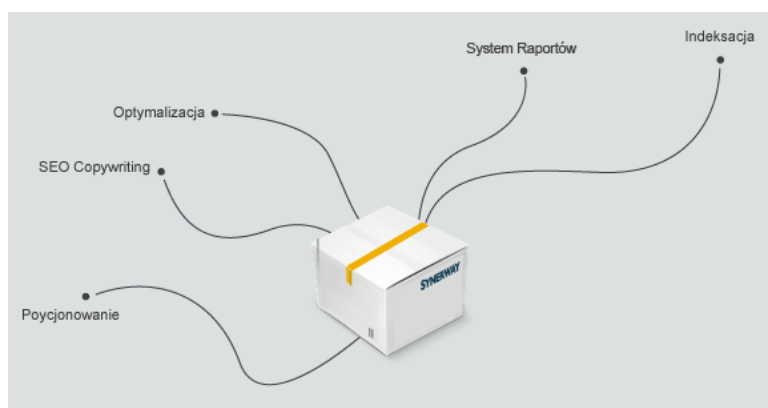 Indeksacja
System Raportów
Optymalizacja
SEO Copywriting
SYNERWAY
Poycjonowanie